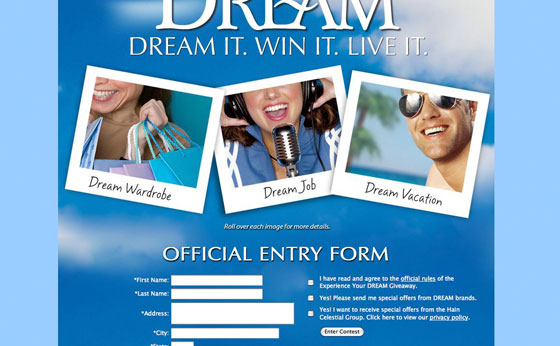 DREAM
DREAM IT. WIN IT. LIVE IT.
Dream Wardrobe
Dream Job
Dream Vacation
Roll over each image for more details.
OFFICIAL ENTRY FORM
*First Name:
*Last Name:
*Address:
*City:
*State:
I have read and agree to the official rules of the
Experience Your DREAM Giveaway.
Yes! Please send me special offers from DREAM brands.
Yes! I want to receive special offers from the Hain
Celestial Group. Click here to view our privacy policy.
Enter Contest